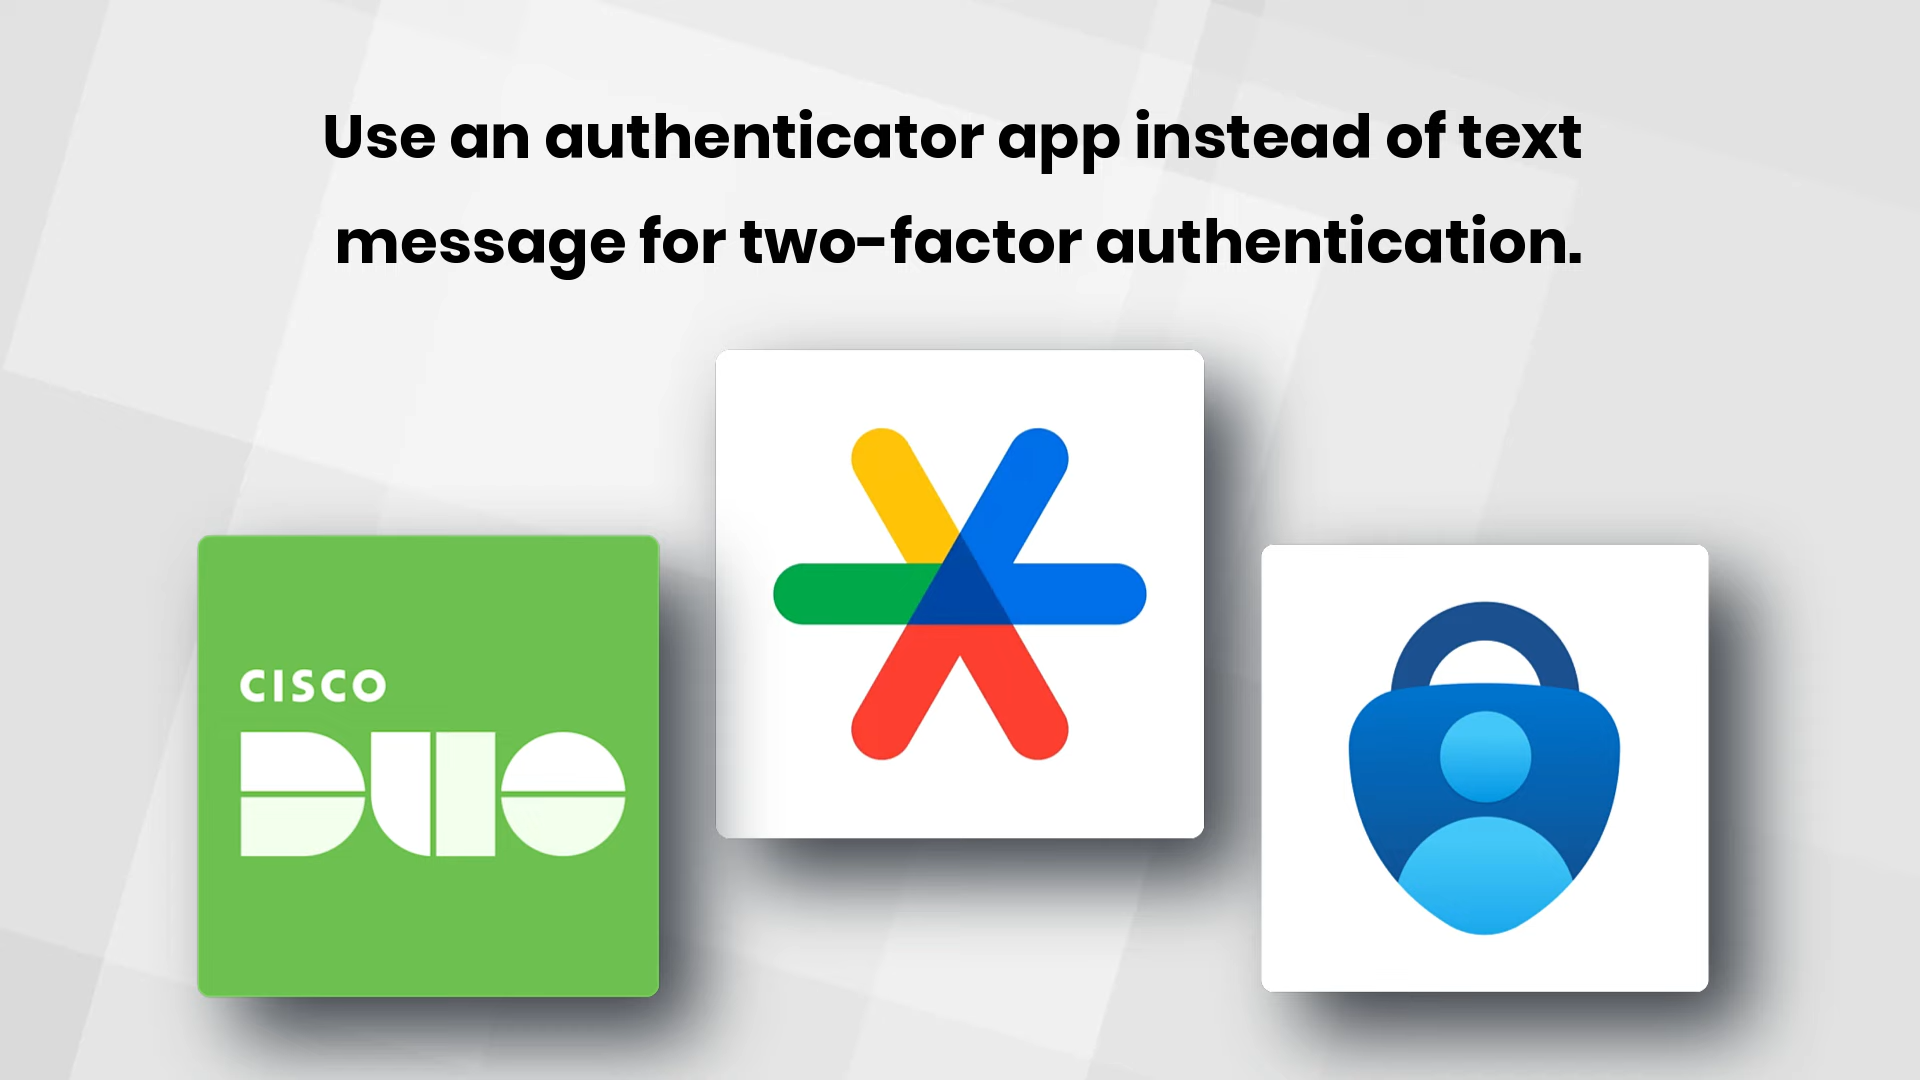 Use an authenticator app instead of text
message for two-factor authentication.
CISCO
DUO